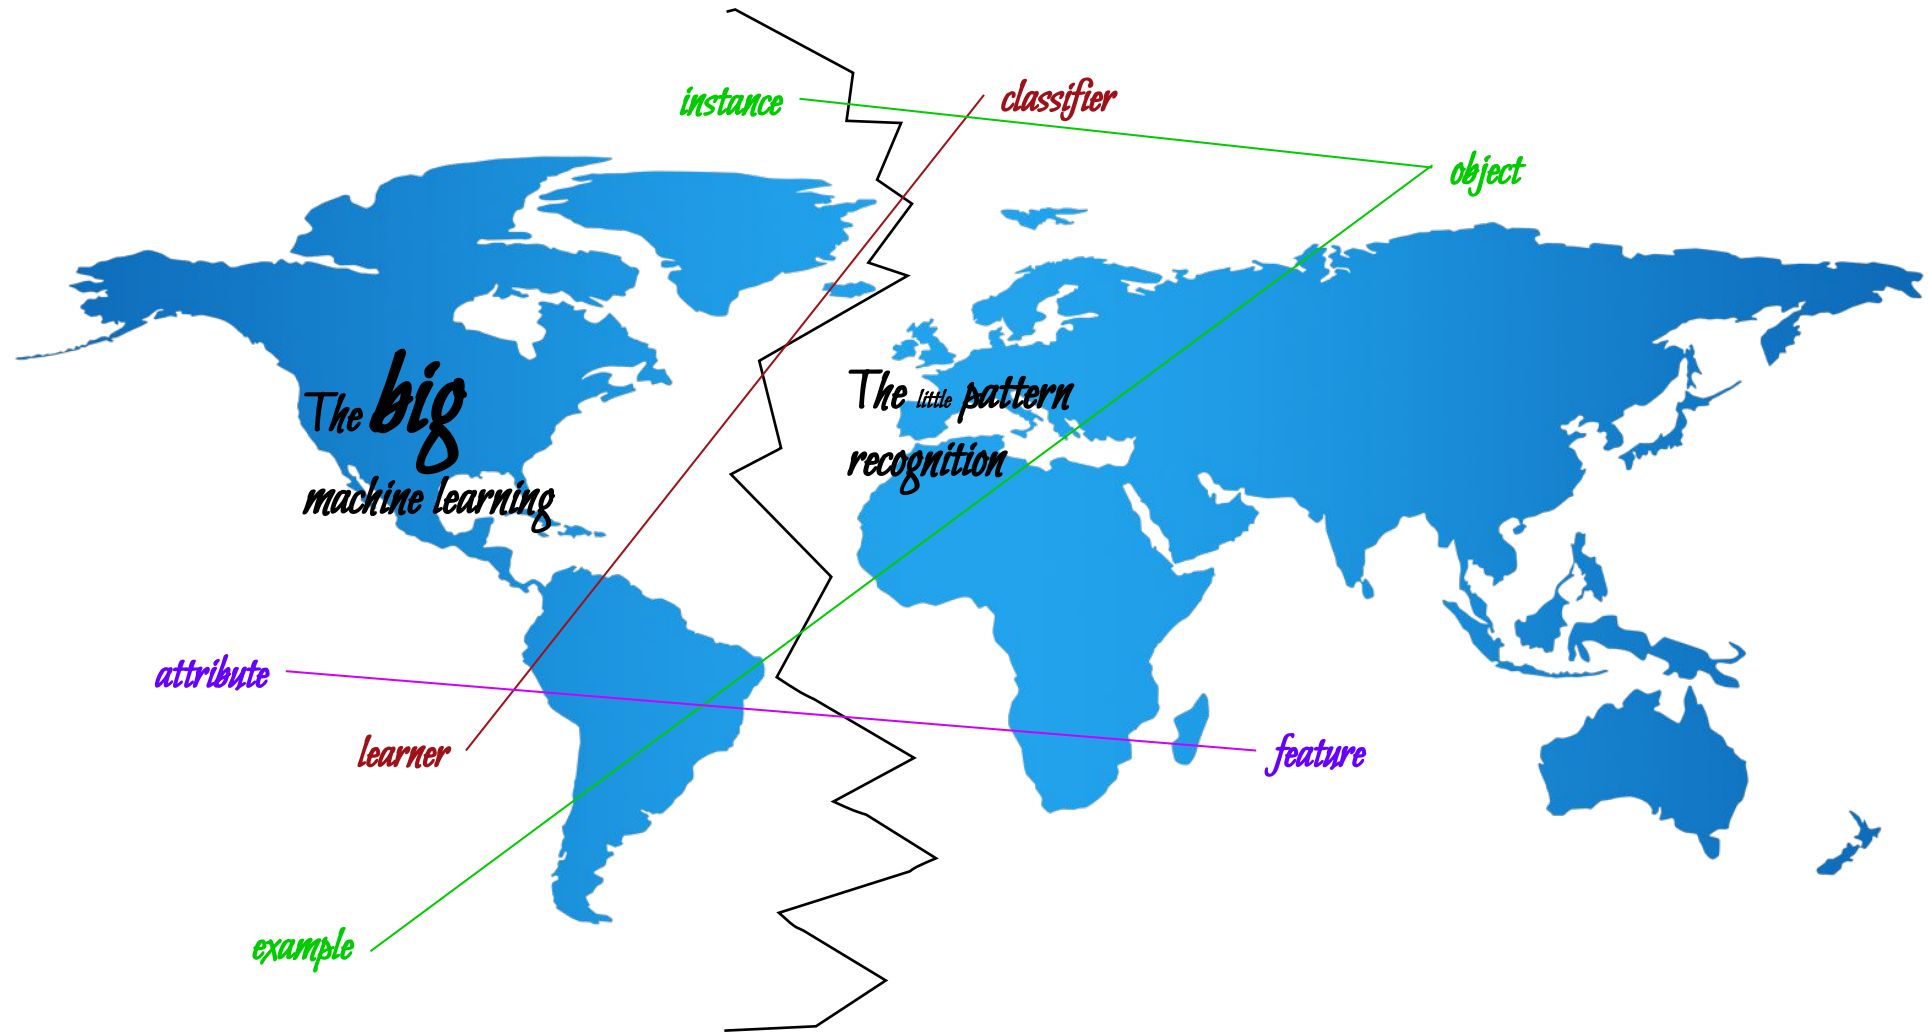 instance
classifier
object
The big
machine learning
The little pattern
recognition
attribute
learner
feature
example